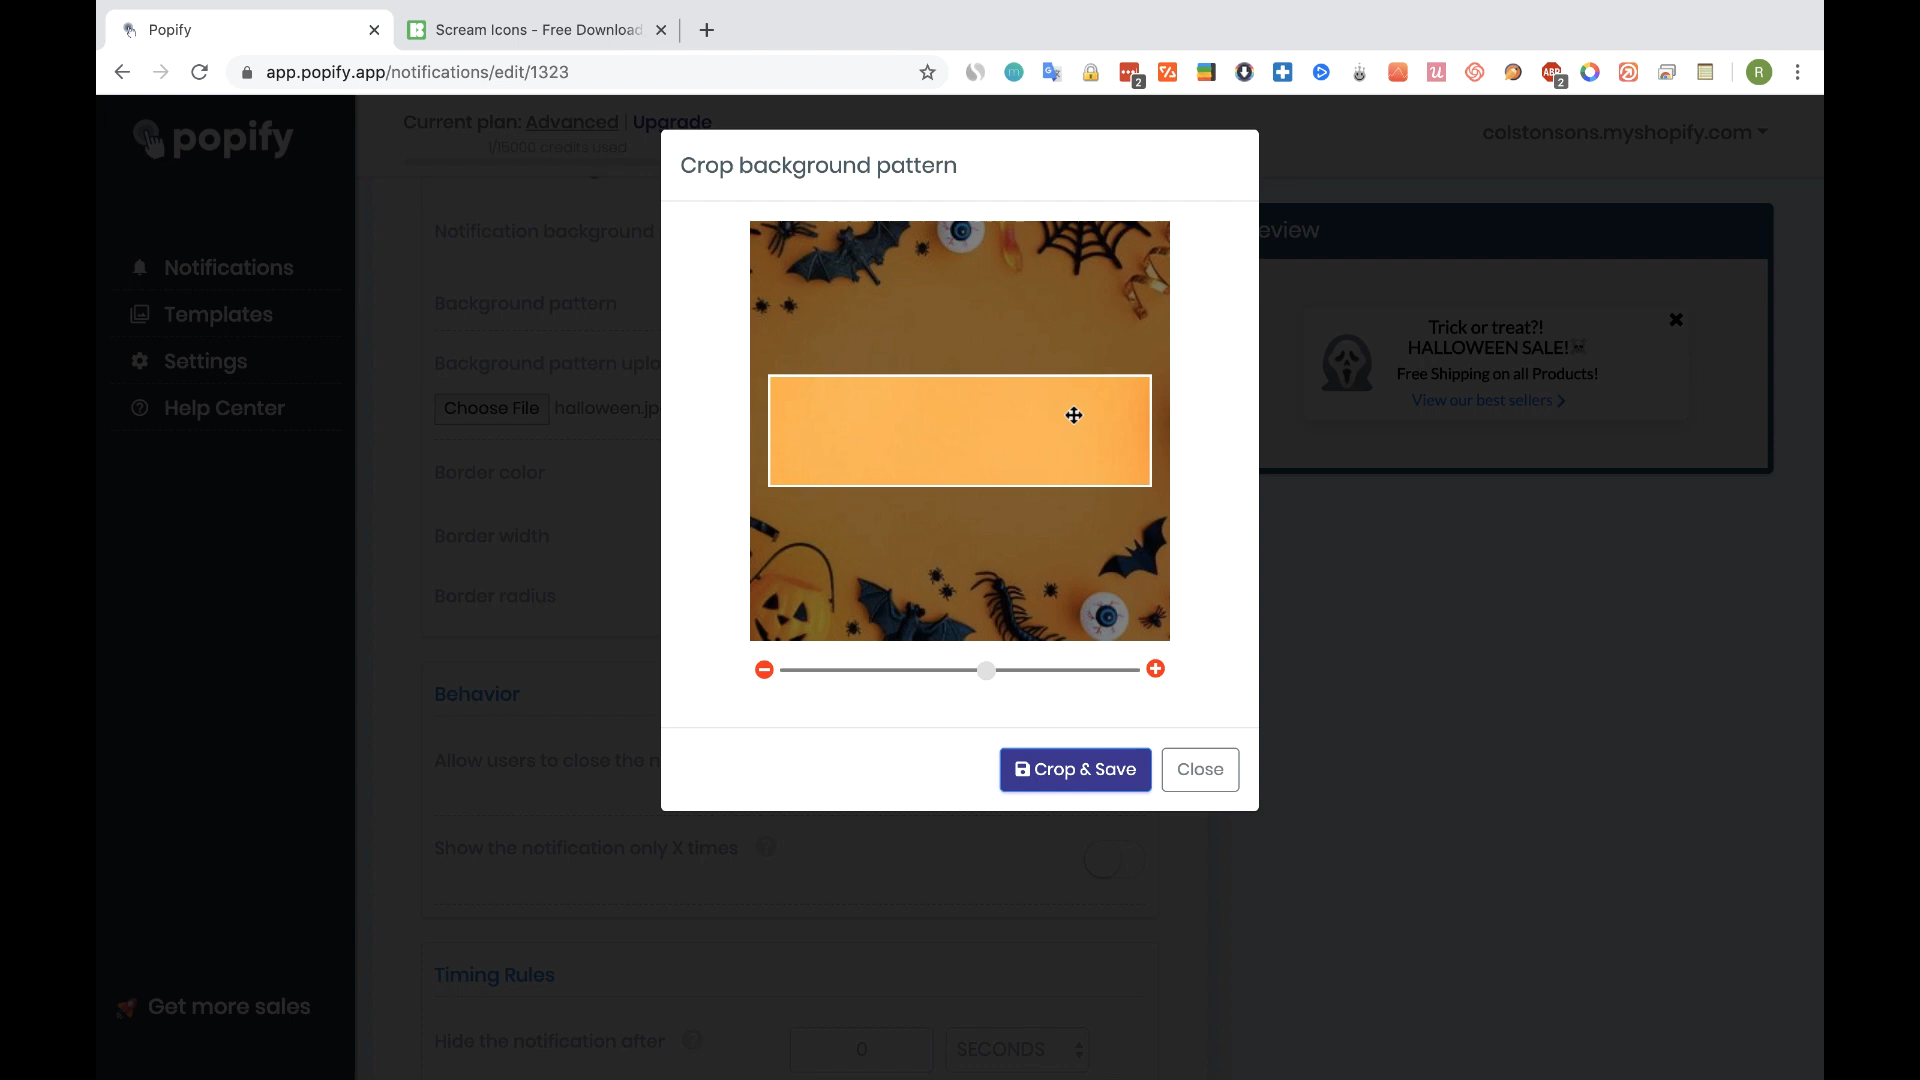 Popify
Scream Icons - Free Download
app.popify.app/notifications/edit/1323
2
2
R
popify
Current plan: Advanced | Upgrade
1/15000 credits used
colstonsons.myshopify.com
Notifications
Templates
Settings
Help Center
Get more sales
Notification background
Background pattern
Background pattern uplo
Choose File halloween.jp
Border color
Border width
Border radius
Behavior
Allow users to close the n
Show the notification only X times
Timing Rules
Hide the notification after
0
SECONDS
Crop background pattern
Crop & Save
Close
eview
Trick or treat?!
HALLOWEEN SALE!
Free Shipping on all Products!
View our best sellers